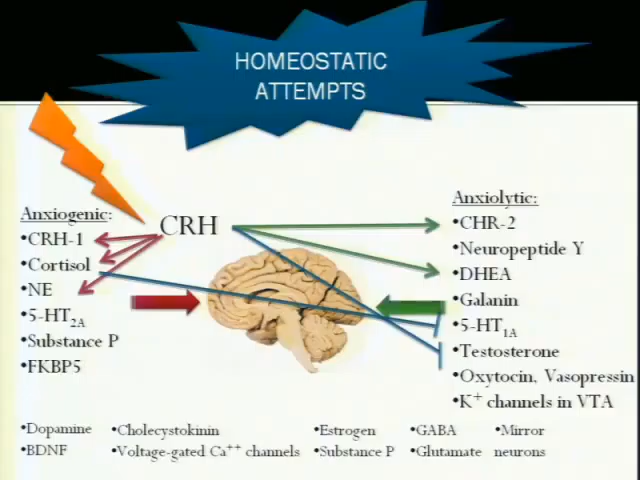 HOMEOSTATIC
ATTEMPTS
Anxiogenic:
•CRH-1
•Cortisol
•NE
•5-HT2A
•Substance P
•FKBP5
CRH
Anxiolytic:
•CHR-2
•Neuropeptide Y
•DHEA
•Galanin
•5-HT1A
•Testosterone
•Oxytocin, Vasopressin
•K+ channels in VTA
•Dopamine •Cholecystokinin •Estrogen •GABA •Mirror
•BDNF •Voltage-gated Ca++ channels •Substance P •Glutamate neurons